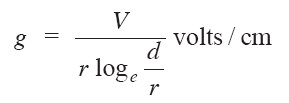 g = V / (r log_e (d / r)) volts / cm